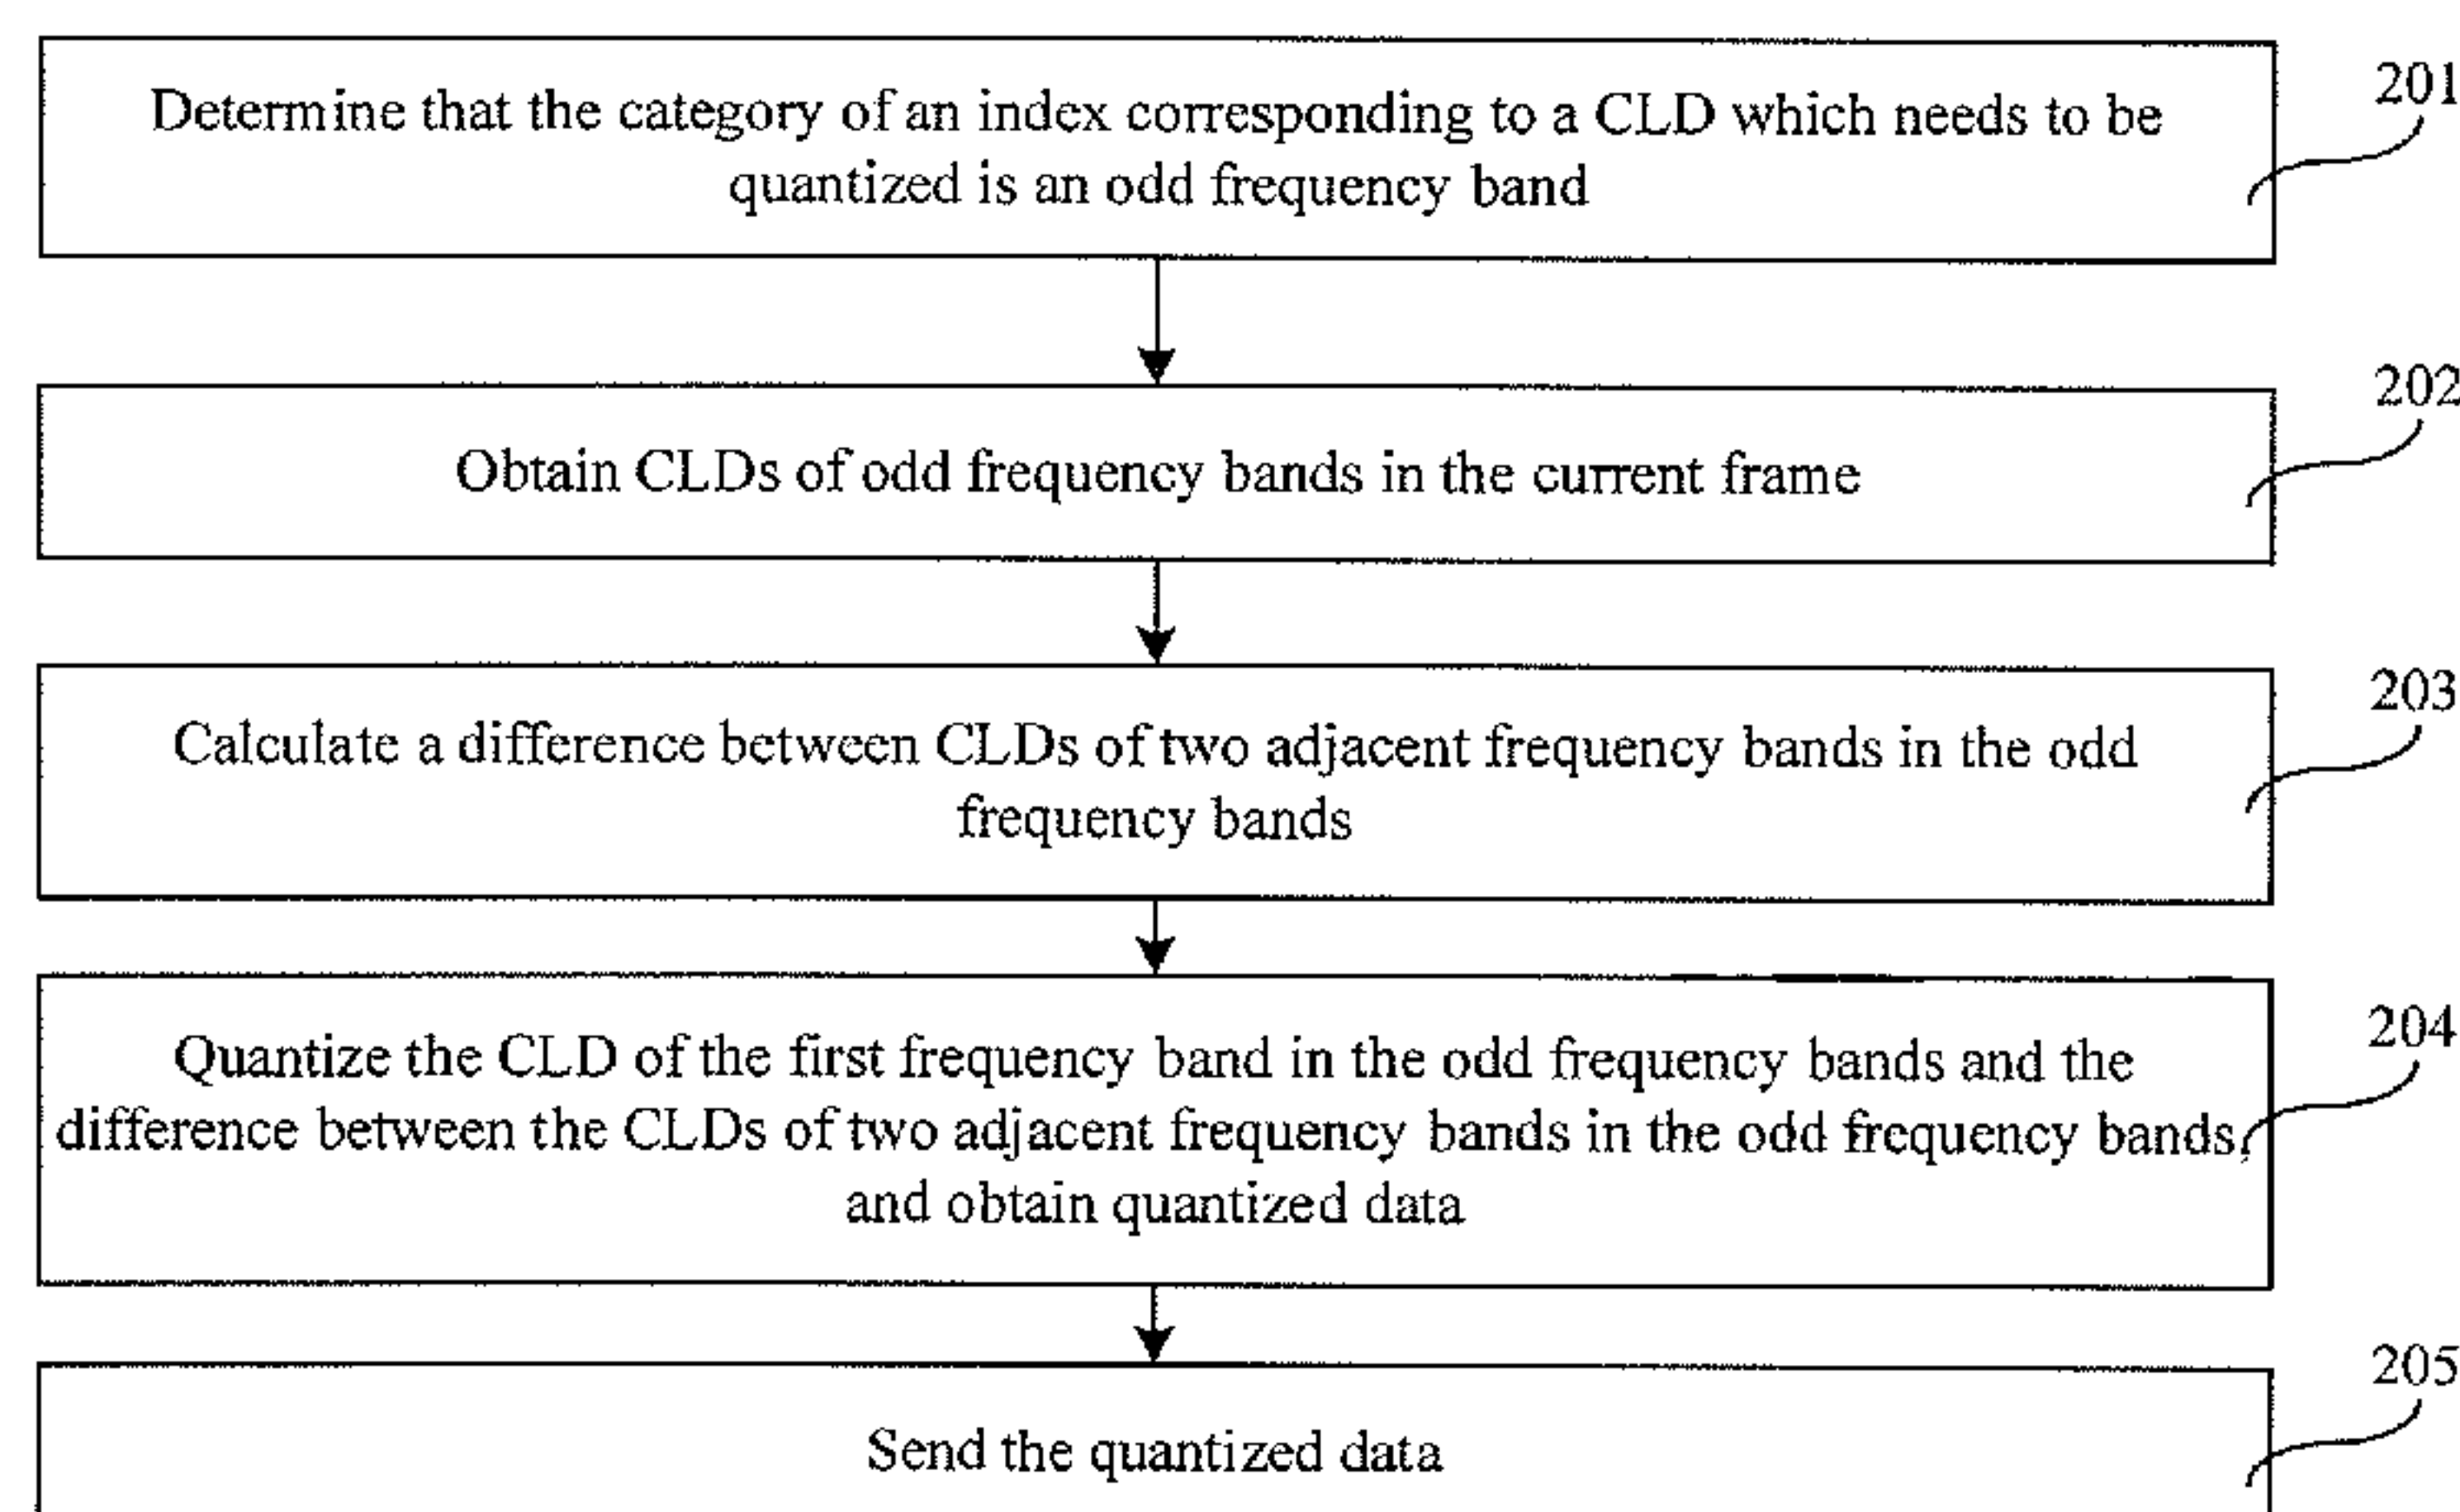 Determine that the category of an index corresponding to a CLD which needs to be
quantized is an odd frequency band
201
Obtain CLDs of odd frequency bands in the current frame
202
Calculate a difference between CLDs of two adjacent frequency bands in the odd
frequency bands
203
Quantize the CLD of the first frequency band in the odd frequency bands and the
difference between the CLDs of two adjacent frequency bands in the odd frequency bands,
and obtain quantized data
204
Send the quantized data
205